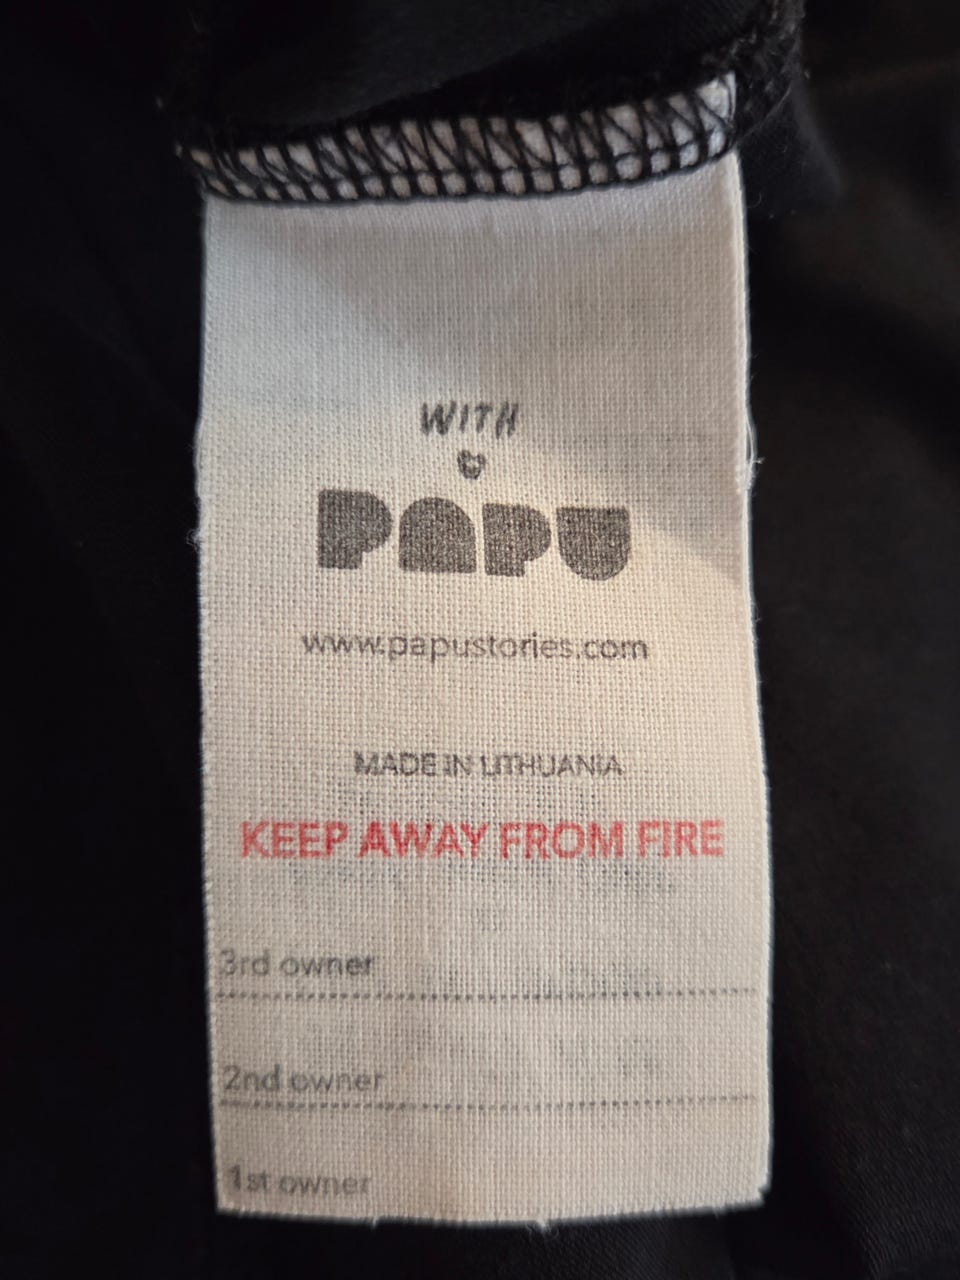 WITH
PAPU
www.papustories.com
MADE IN LITHUANIA
KEEP AWAY FROM FIRE
3rd owner
2nd owner
1st owner